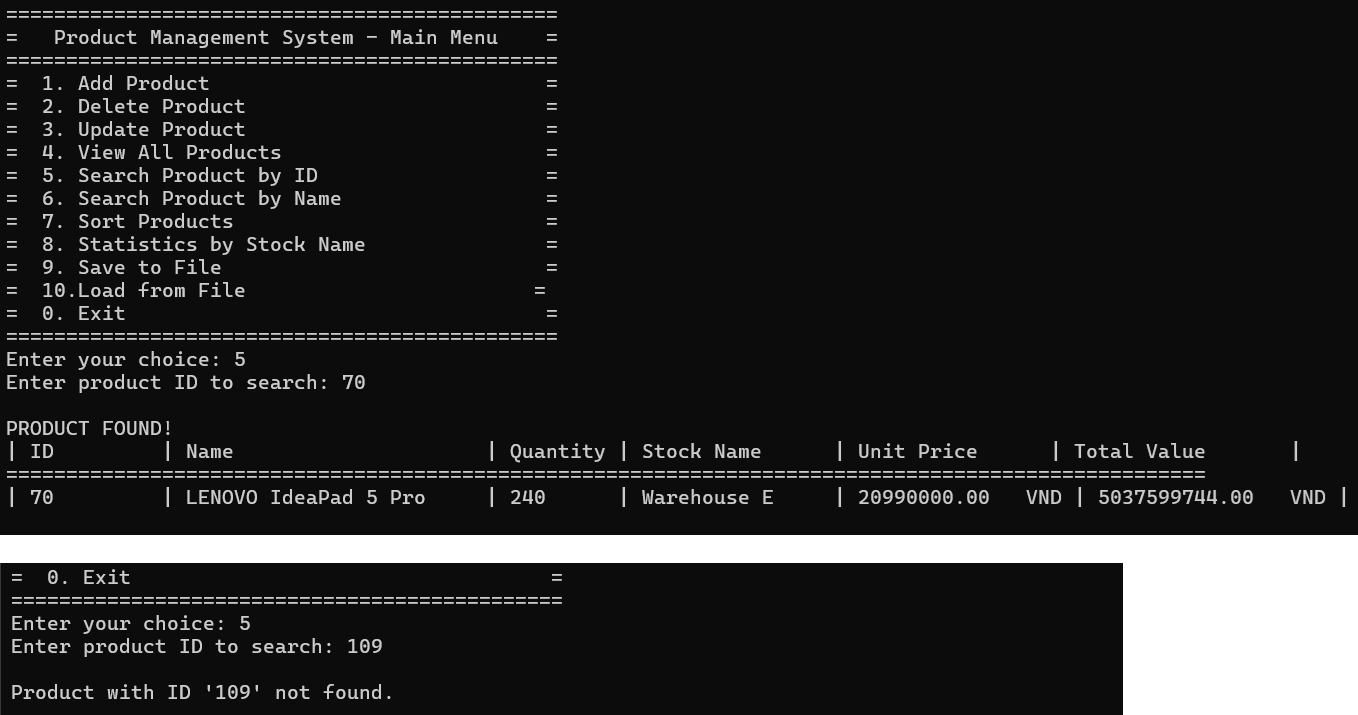 ==============================================
=   Product Management System - Main Menu    =
==============================================
=  1. Add Product                            =
=  2. Delete Product                         =
=  3. Update Product                         =
=  4. View All Products                      =
=  5. Search Product by ID                   =
=  6. Search Product by Name                 =
=  7. Sort Products                          =
=  8. Statistics by Stock Name               =
=  9. Save to File                           =
=  10.Load from File                        =
=  0. Exit                                   =
==============================================
Enter your choice: 5
Enter product ID to search: 70

PRODUCT FOUND!
| ID         | Name                     | Quantity | Stock Name      | Unit Price      | Total Value       |
====================================================================================================
| 70         | LENOVO IdeaPad 5 Pro     | 240      | Warehouse E     | 20990000.00   VND | 5037599744.00   VND |

=  0. Exit                                   =
==============================================
Enter your choice: 5
Enter product ID to search: 109

Product with ID '109' not found.